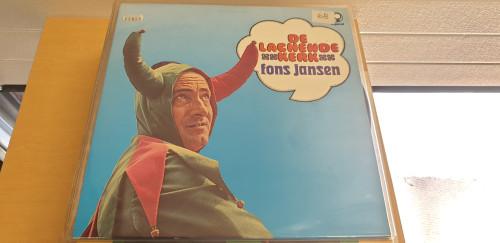 DE
LACHENDE
KERK
fons jansen